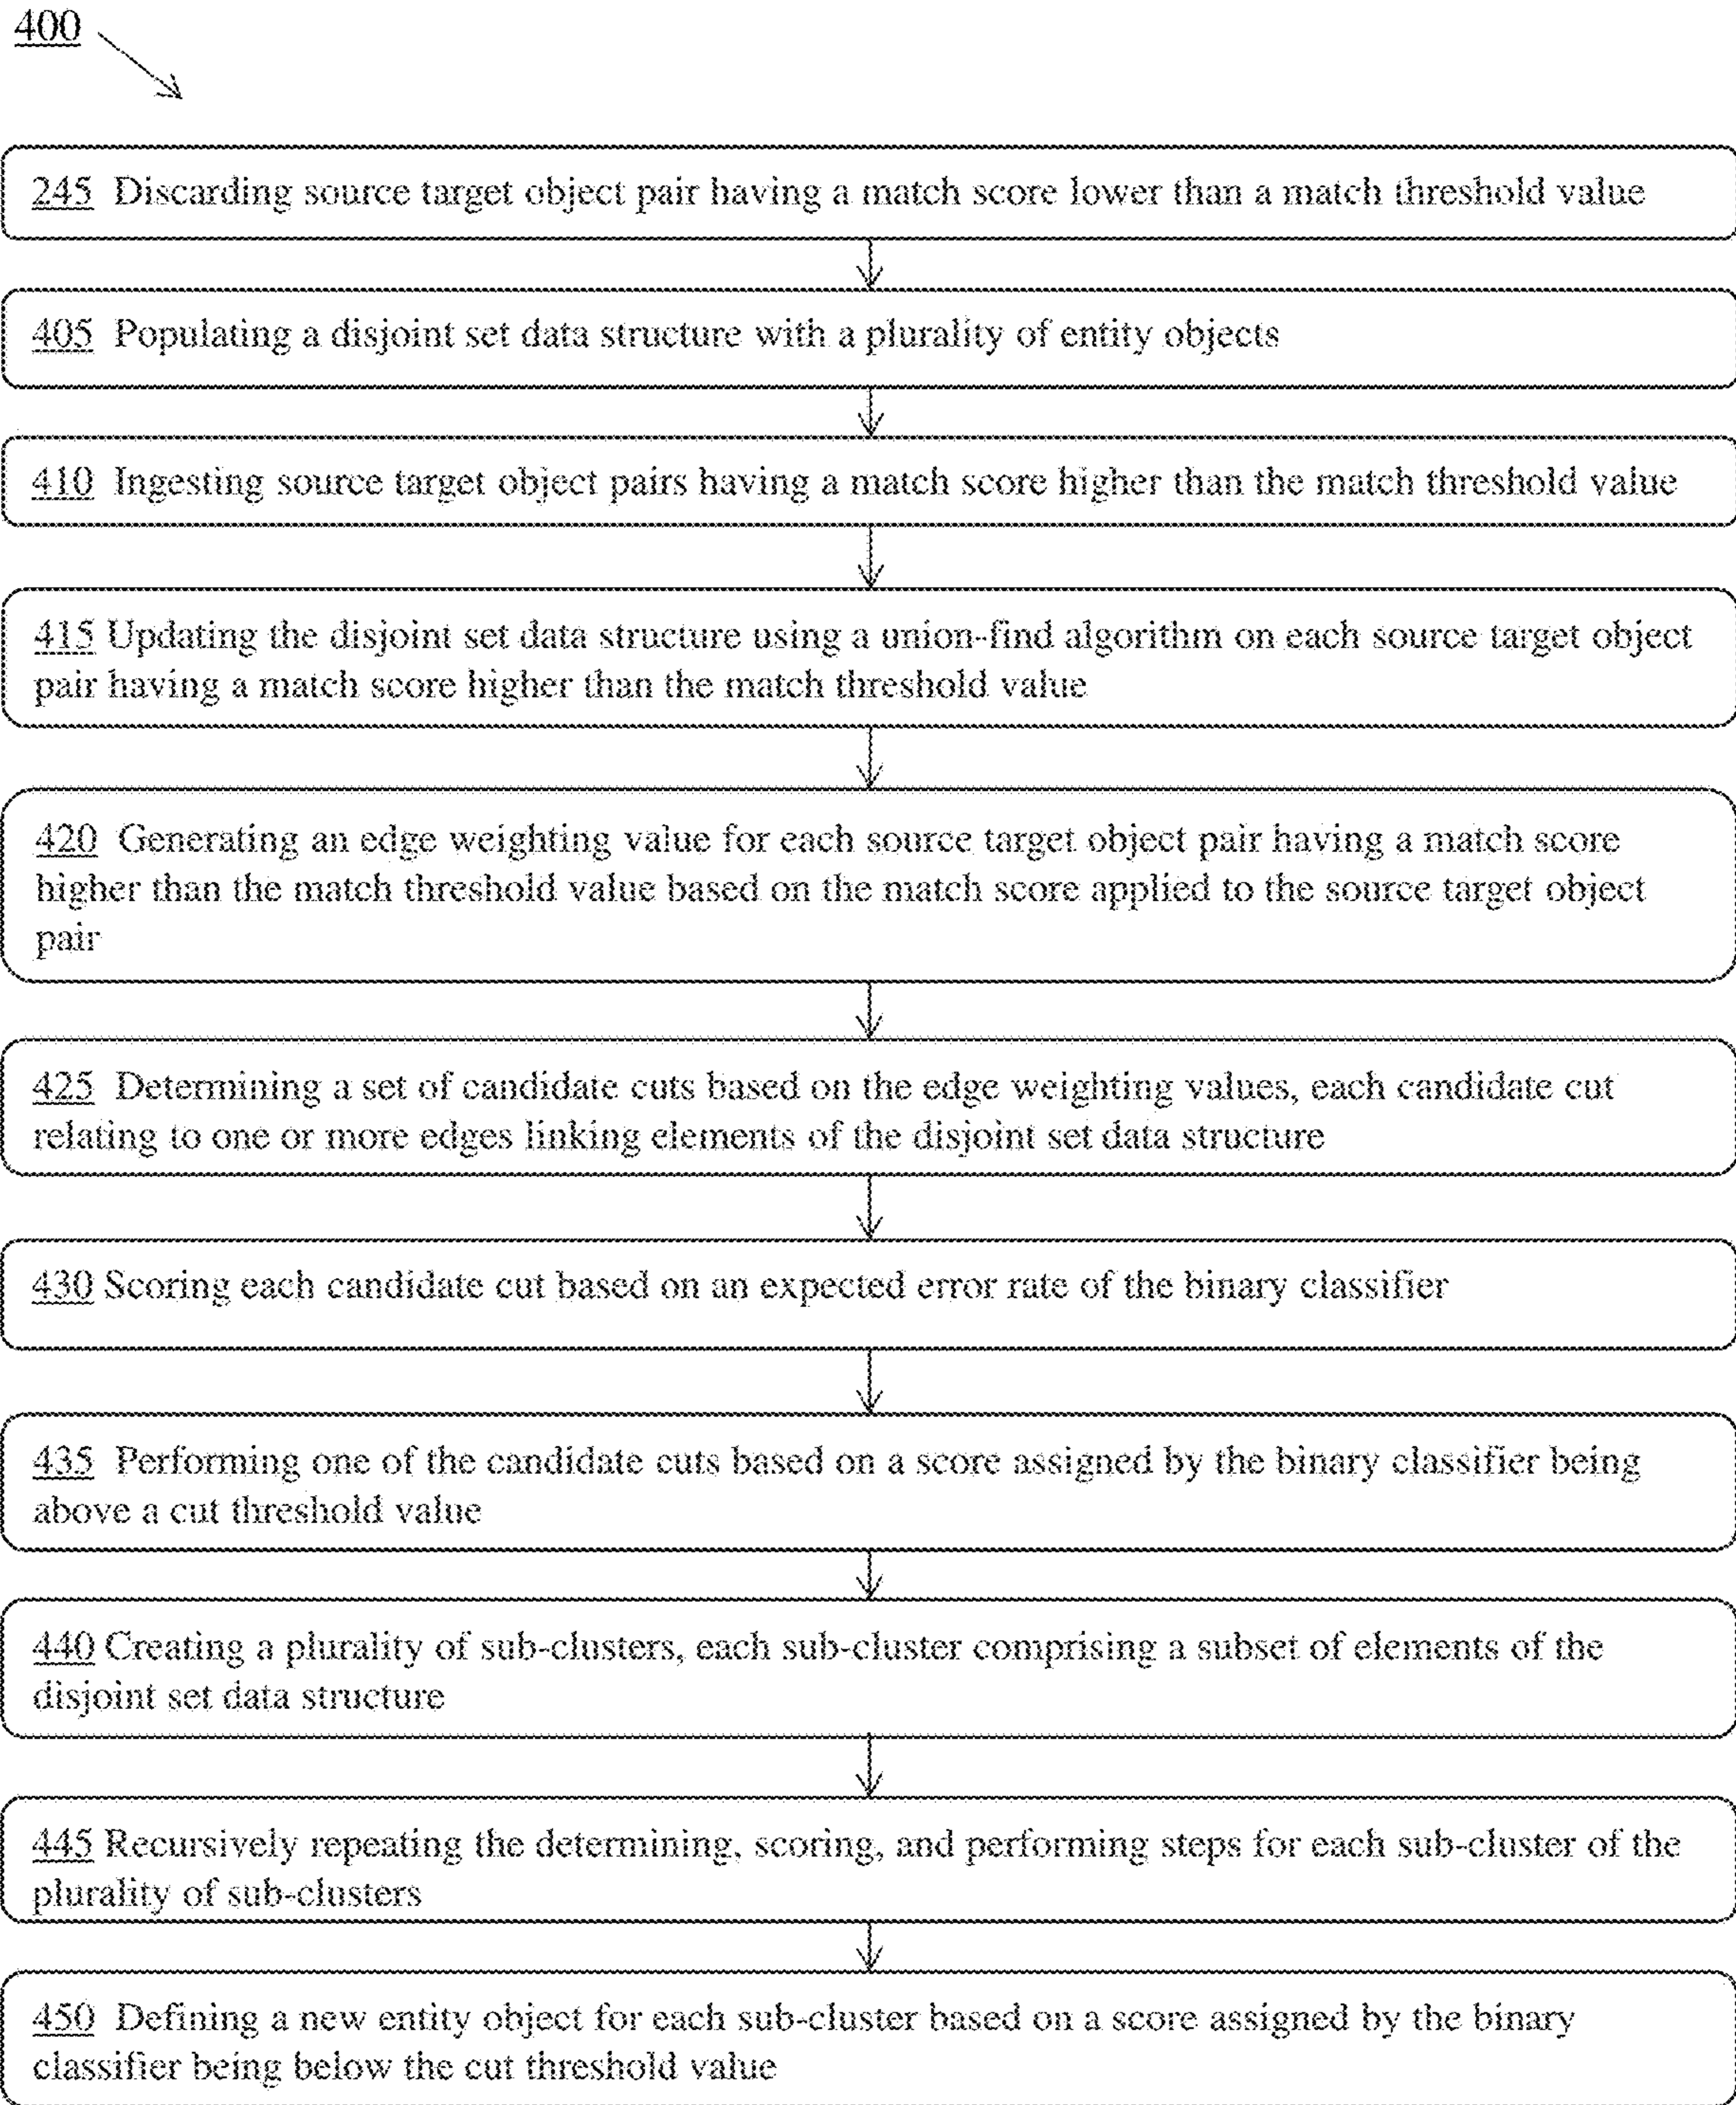 400
245 Discarding source target object pair having a match score lower than a match threshold value
405 Populating a disjoint set data structure with a plurality of entity objects
410 Ingesting source target object pairs having a match score higher than the match threshold value
415 Updating the disjoint set data structure using a union-find algorithm on each source target object
pair having a match score higher than the match threshold value
420 Generating an edge weighting value for each source target object pair having a match score
higher than the match threshold value based on the match score applied to the source target object
pair
425 Determining a set of candidate cuts based on the edge weighting values, each candidate cut
relating to one or more edges linking elements of the disjoint set data structure
430 Scoring each candidate cut based on an expected error rate of the binary classifier
435 Performing one of the candidate cuts based on a score assigned by the binary classifier being
above a cut threshold value
440 Creating a plurality of sub-clusters, each sub-cluster comprising a subset of elements of the
disjoint set data structure
445 Recursively repeating the determining, scoring, and performing steps for each sub-cluster of the
plurality of sub-clusters
450 Defining a new entity object for each sub-cluster based on a score assigned by the binary
classifier being below the cut threshold value